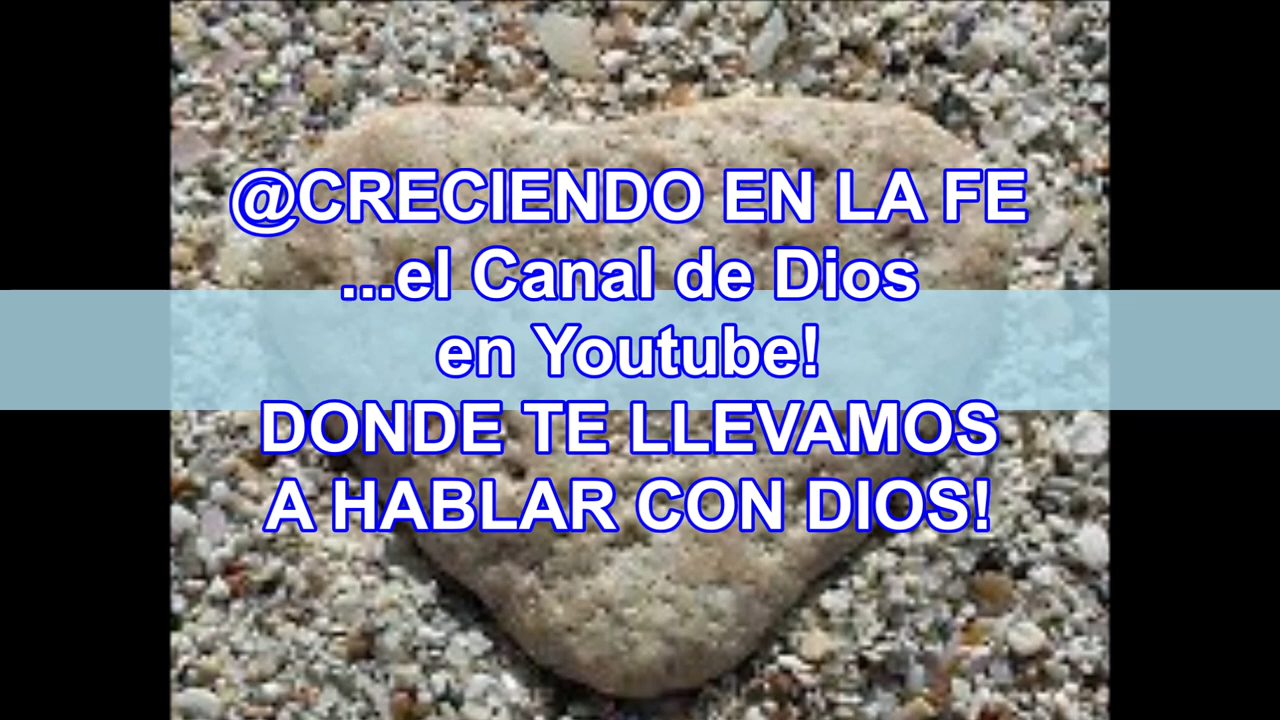 @CRECIENDO EN LA FE
...el Canal de Dios
en Youtube!
DONDE TE LLEVAMOS
A HABLAR CON DIOS!